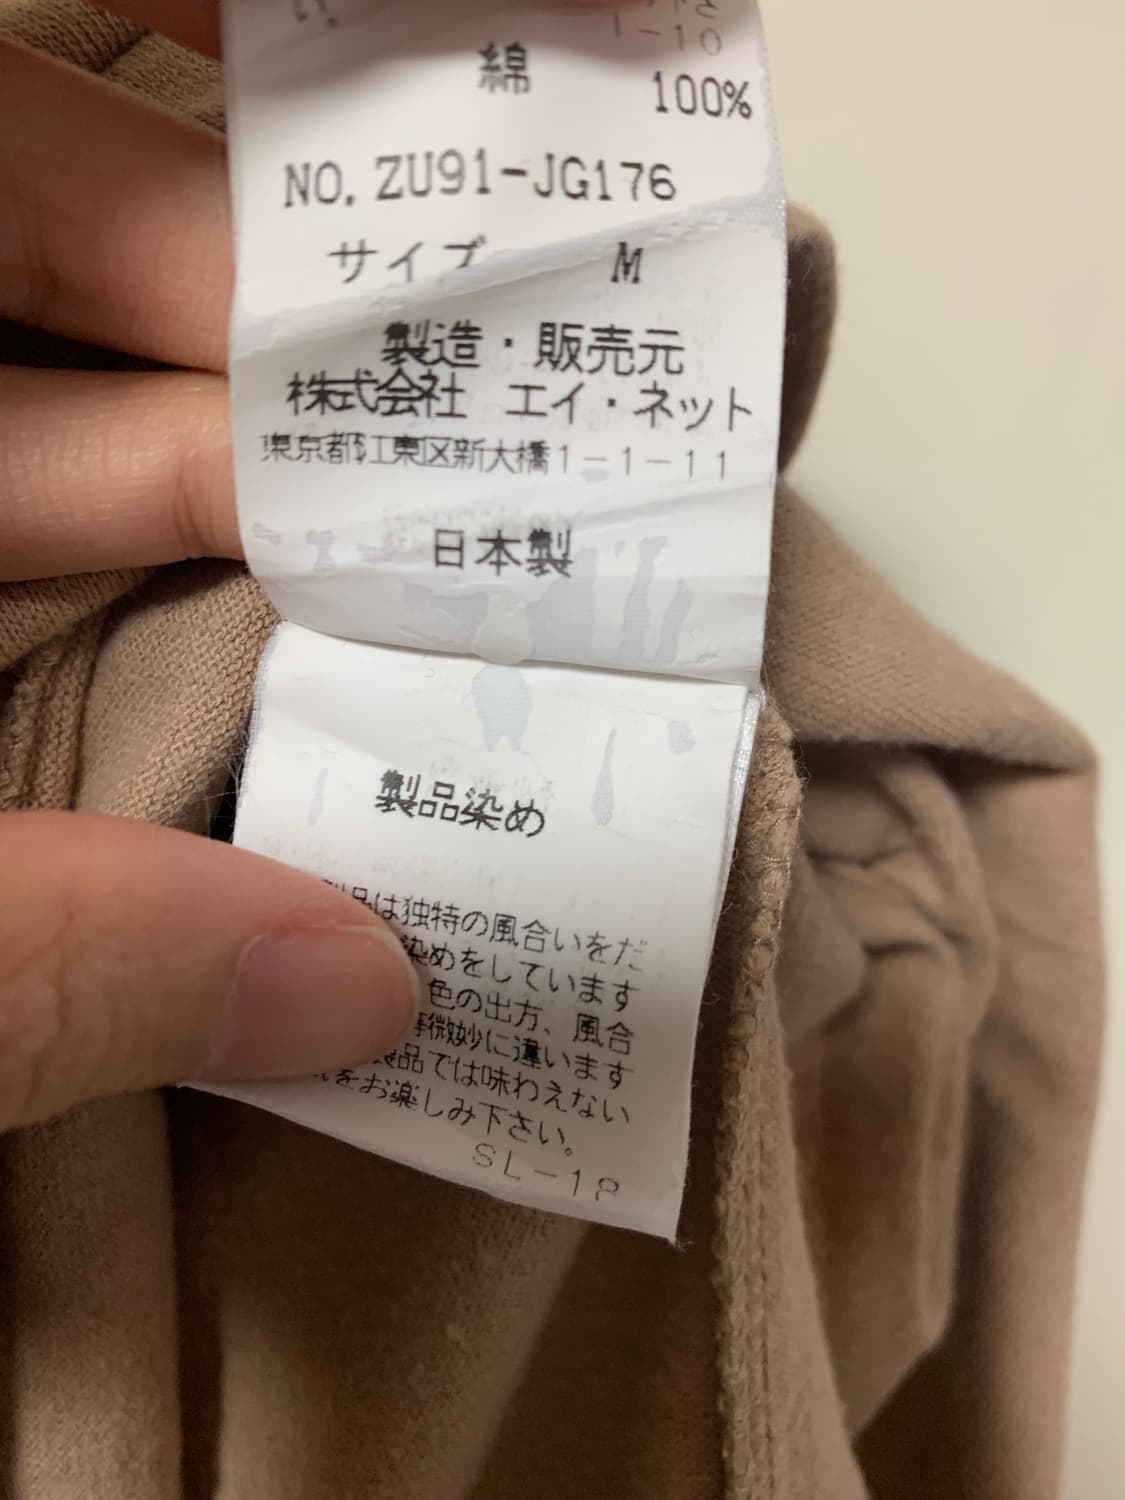 い。
1-10
綿 100%
NO. ZU91-JG176
サイズ M
製造・販売元
株式会社 エイ・ネット
東京都江東区新大橋1-1-11
日本製
製品染め
製品は独特の風合いをだ
染めをしています
色の出方、風合
等微妙に違います
製品では味わえない
をお楽しみ下さい。
SL-18